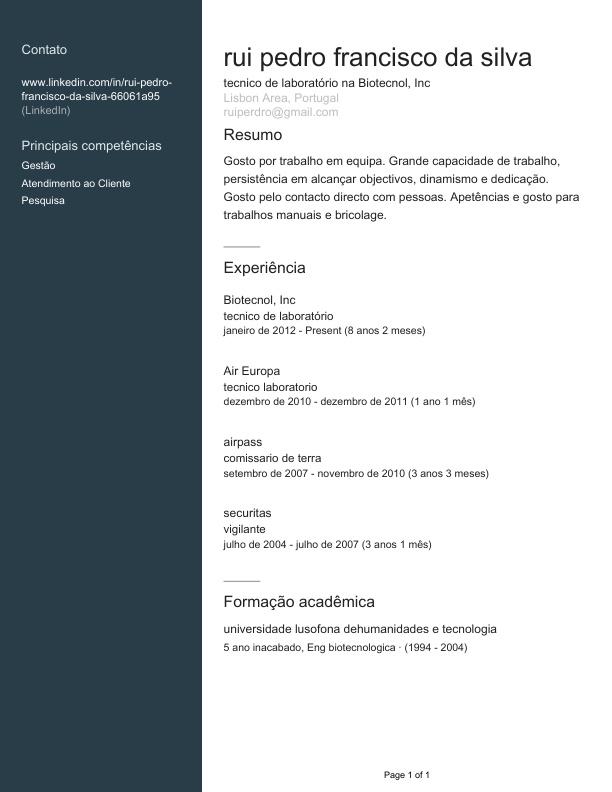 Contato
www.linkedin.com/in/rui-pedro-
francisco-da-silva-66061a95
(LinkedIn)
Principais competências
Gestão
Atendimento ao Cliente
Pesquisa
rui pedro francisco da silva
tecnico de laboratório na Biotecnol, Inc
Lisbon Area, Portugal
ruiperdro@gmail.com
Resumo
Gosto por trabalho em equipa. Grande capacidade de trabalho,
persistência em alcançar objectivos, dinamismo e dedicação.
Gosto pelo contacto directo com pessoas. Apetências e gosto para
trabalhos manuais e bricolage.
Experiência
Biotecnol, Inc
tecnico de laboratório
janeiro de 2012 - Present (8 anos 2 meses)
Air Europa
tecnico laboratorio
dezembro de 2010 - dezembro de 2011 (1 ano 1 mês)
airpass
comissario de terra
setembro de 2007 - novembro de 2010 (3 anos 3 meses)
securitas
vigilante
julho de 2004 - julho de 2007 (3 anos 1 mês)
Formação acadêmica
universidade lusofona dehumanidades e tecnologia
5 ano inacabado, Eng biotecnologica · (1994 - 2004)
Page 1 of 1